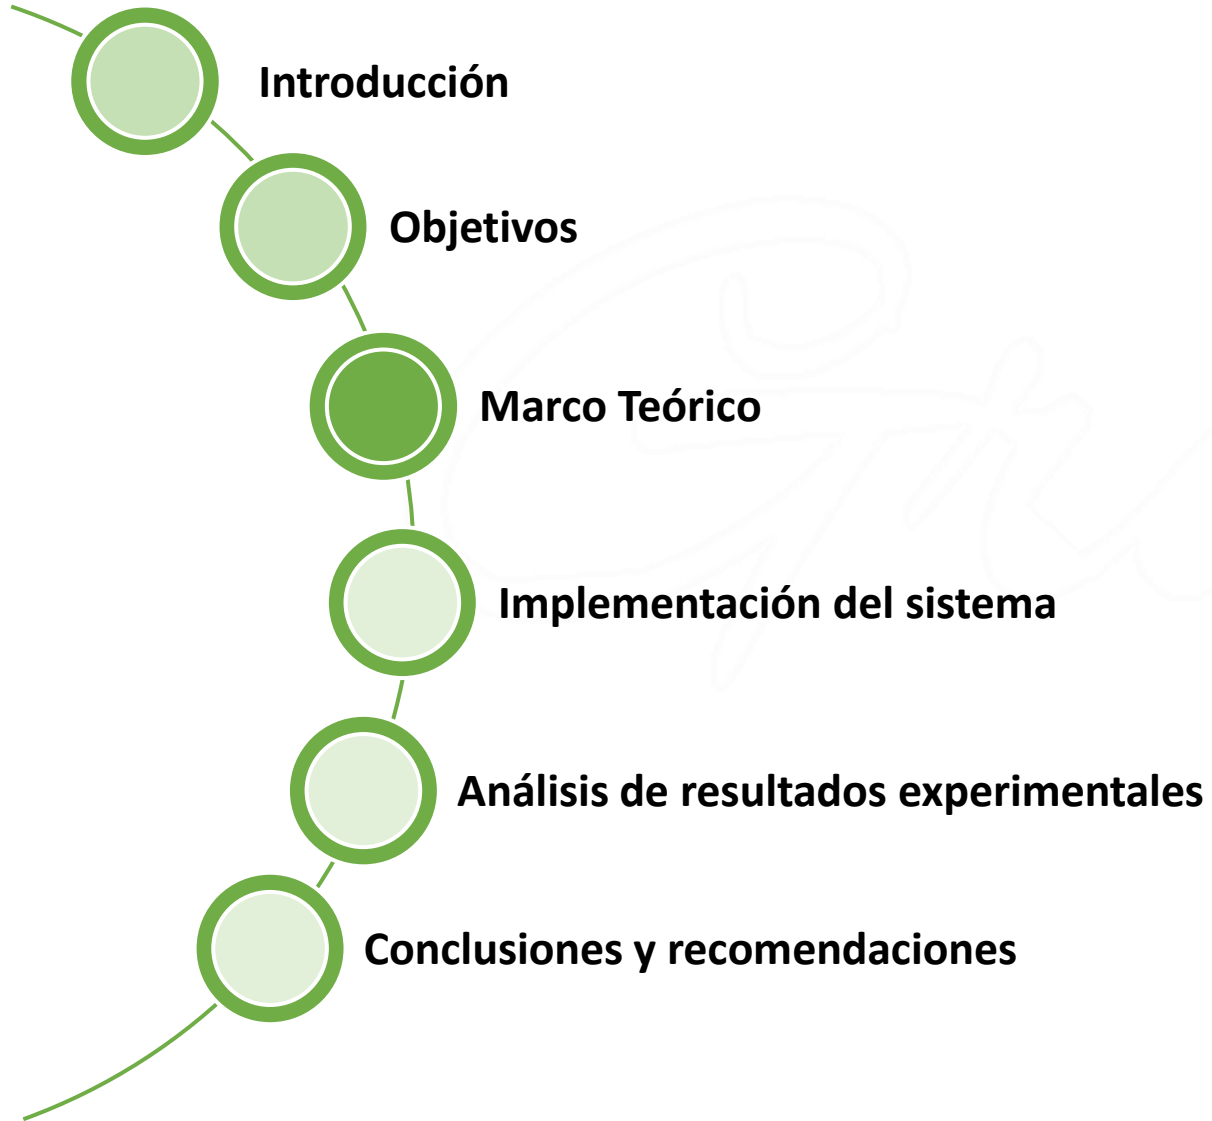 Introducción
Objetivos
Marco Teórico
Implementación del sistema
Análisis de resultados experimentales
Conclusiones y recomendaciones